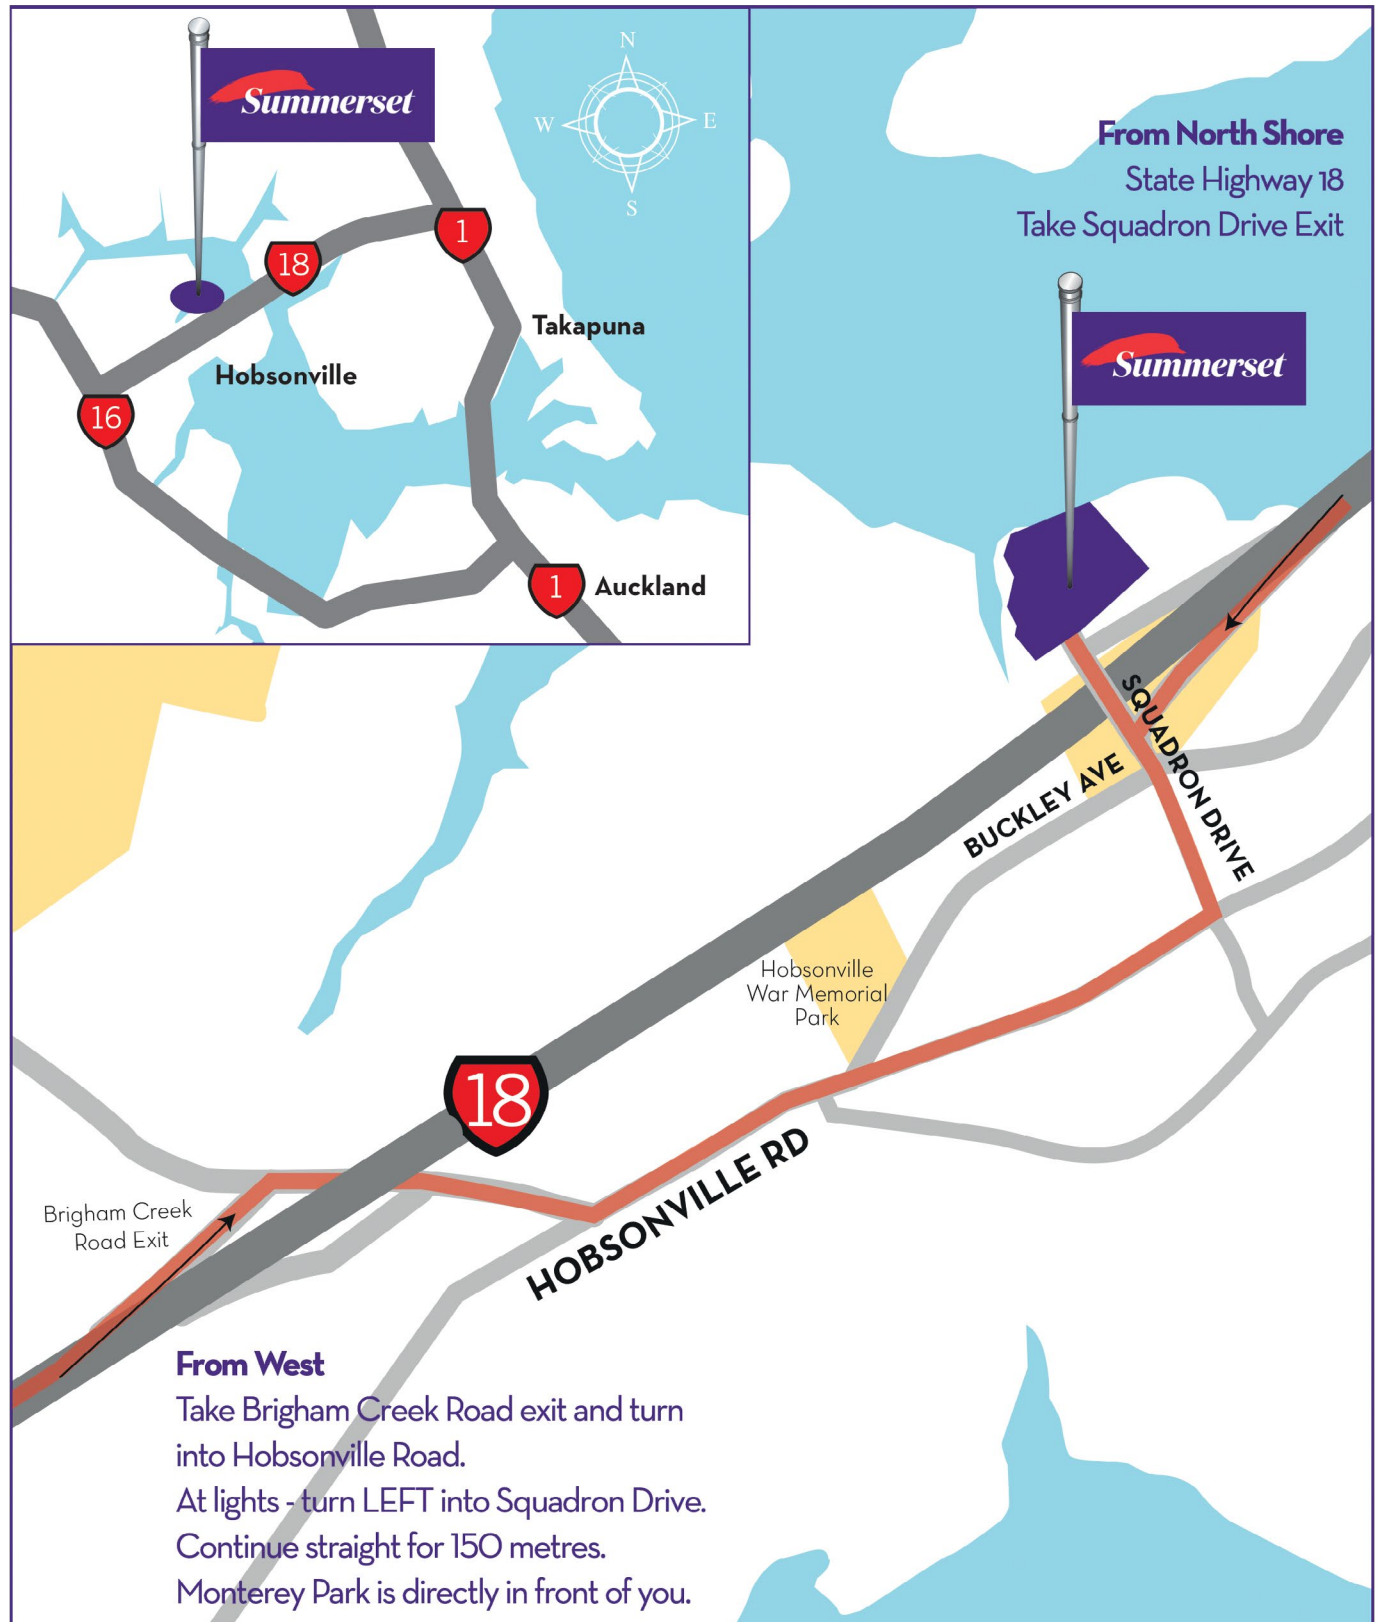 Summerset
N
W
E
S
18
1
Takapuna
Hobsonville
16
1
Auckland
From North Shore
State Highway 18
Take Squadron Drive Exit
Summerset
SQUADRON DRIVE
BUCKLEY AVE
Hobsonville
War Memorial
Park
18
HOBSONVILLE RD
Brigham Creek
Road Exit
From West
Take Brigham Creek Road exit and turn
into Hobsonville Road.
At lights - turn LEFT into Squadron Drive.
Continue straight for 150 metres.
Monterey Park is directly in front of you.